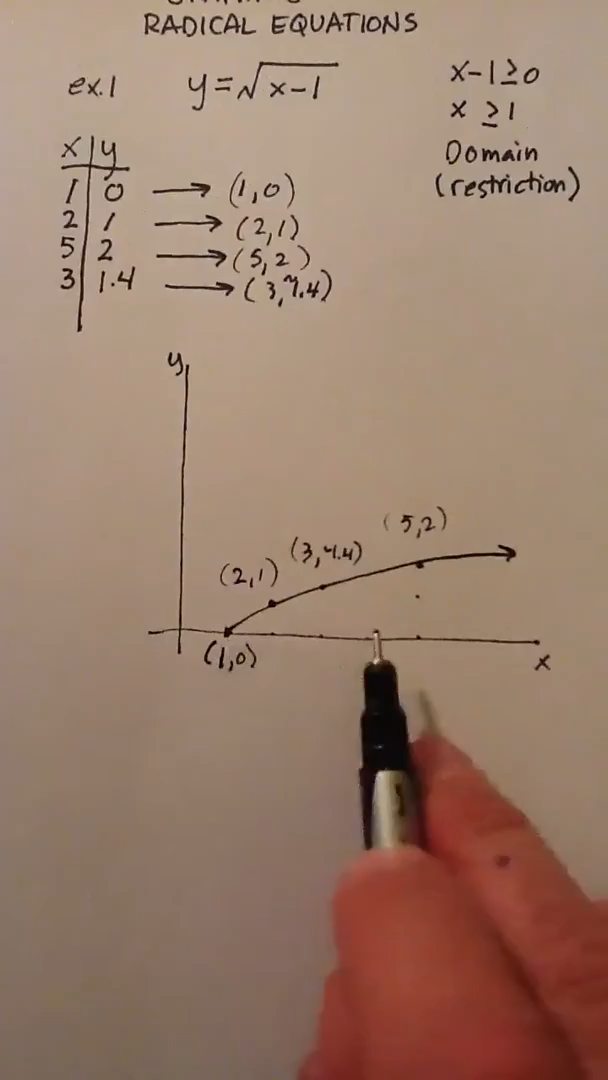 RADICAL EQUATIONS
ex.1 y=√x-1
x-1≥0
x ≥1
Domain
(restriction)
x y
1 0 → (1,0)
2 1 → (2,1)
5 2 → (5,2)
3 1.4 → (3,~1.4)
y
(5,2)
(3,~1.4)
(2,1)
(1,0)
x